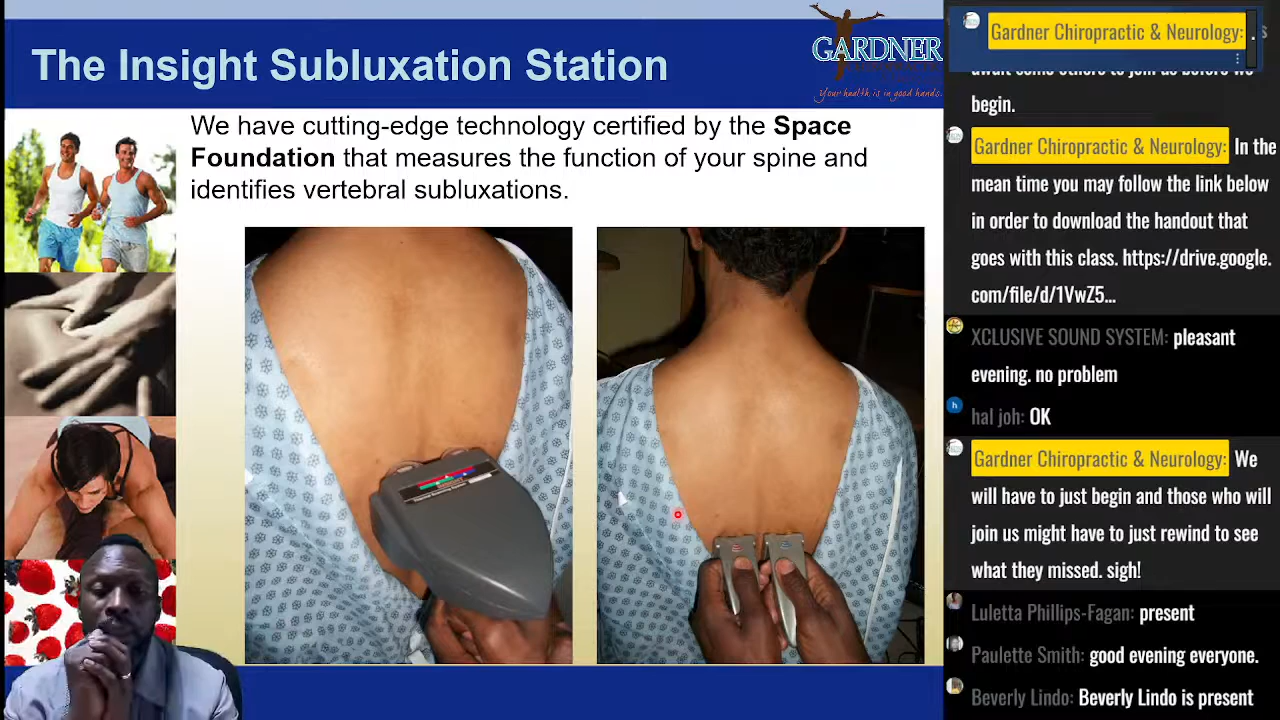 The Insight Subluxation Station
GARDNER
Your health is in good hands.
We have cutting-edge technology certified by the Space
Foundation that measures the function of your spine and
identifies vertebral subluxations.
Gardner Chiropractic & Neurology: .
begin.
Gardner Chiropractic & Neurology: In the
mean time you may follow the link below
in order to download the handout that
goes with this class. https://drive.google.
com/file/d/1VwZ5...
XCLUSIVE SOUND SYSTEM: pleasant
evening. no problem
h
hal joh: OK
Gardner Chiropractic & Neurology: We
will have to just begin and those who will
join us might have to just rewind to see
what they missed. sigh!
Luletta Phillips-Fagan: present
Paulette Smith: good evening everyone.
Beverly Lindo: Beverly Lindo is present